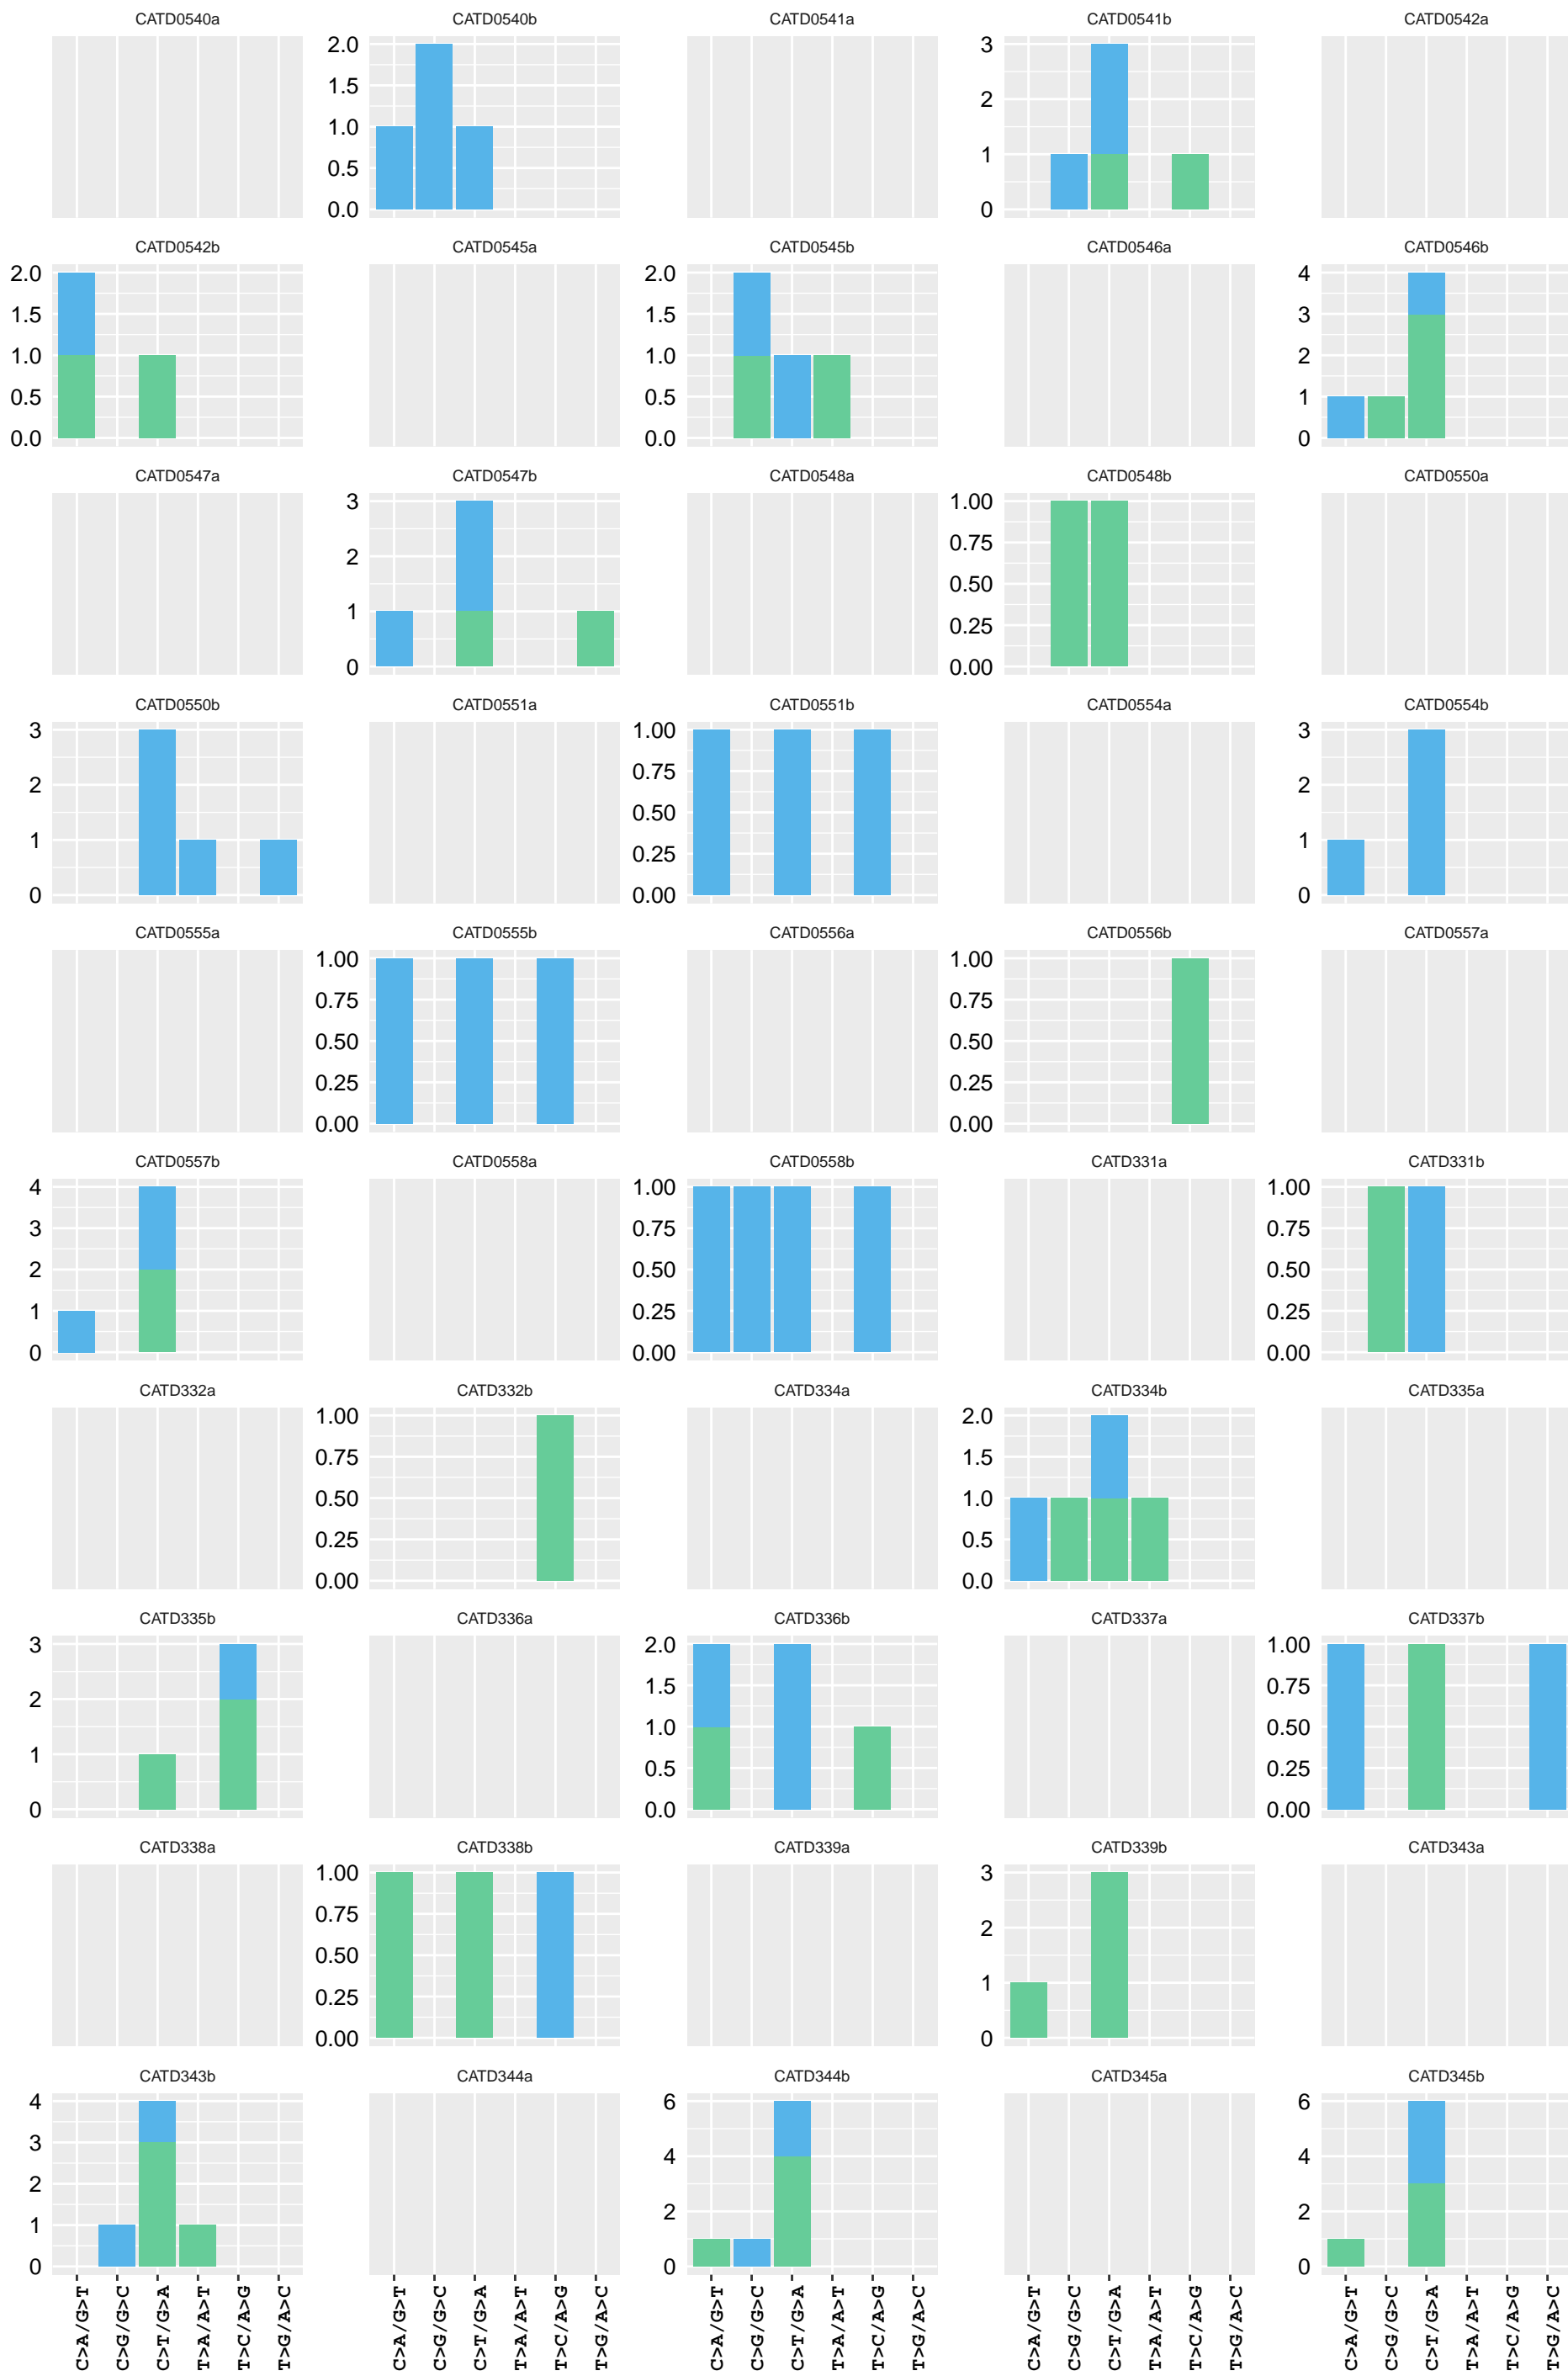 CATD0540a CATD0540b CATD0541a CATD0541b CATD0542a
2.0 1.5 1.0 0.5 0.0
3 2 1 0
CATD0542b CATD0545a CATD0545b CATD0546a CATD0546b
2.0 1.5 1.0 0.5 0.0
2.0 1.5 1.0 0.5 0.0
4 3 2 1 0
CATD0547a CATD0547b CATD0548a CATD0548b CATD0550a
3 2 1 0
1.00 0.75 0.50 0.25 0.00
CATD0550b CATD0551a CATD0551b CATD0554a CATD0554b
3 2 1 0
1.00 0.75 0.50 0.25 0.00
3 2 1 0
CATD0555a CATD0555b CATD0556a CATD0556b CATD0557a
1.00 0.75 0.50 0.25 0.00
1.00 0.75 0.50 0.25 0.00
CATD0557b CATD0558a CATD0558b CATD331a CATD331b
4 3 2 1 0
1.00 0.75 0.50 0.25 0.00
1.00 0.75 0.50 0.25 0.00
CATD332a CATD332b CATD334a CATD334b CATD335a
1.00 0.75 0.50 0.25 0.00
2.0 1.5 1.0 0.5 0.0
CATD335b CATD336a CATD336b CATD337a CATD337b
3 2 1 0
2.0 1.5 1.0 0.5 0.0
1.00 0.75 0.50 0.25 0.00
CATD338a CATD338b CATD339a CATD339b CATD343a
1.00 0.75 0.50 0.25 0.00
3 2 1 0
CATD343b CATD344a CATD344b CATD345a CATD345b
4 3 2 1 0
6 4 2 0
6 4 2 0
C>A/G>T C>G/G>C C>T/G>A T>A/A>T T>C/A>G T>G/A>C
C>A/G>T C>G/G>C C>T/G>A T>A/A>T T>C/A>G T>G/A>C
C>A/G>T C>G/G>C C>T/G>A T>A/A>T T>C/A>G T>G/A>C
C>A/G>T C>G/G>C C>T/G>A T>A/A>T T>C/A>G T>G/A>C
C>A/G>T C>G/G>C C>T/G>A T>A/A>T T>C/A>G T>G/A>C